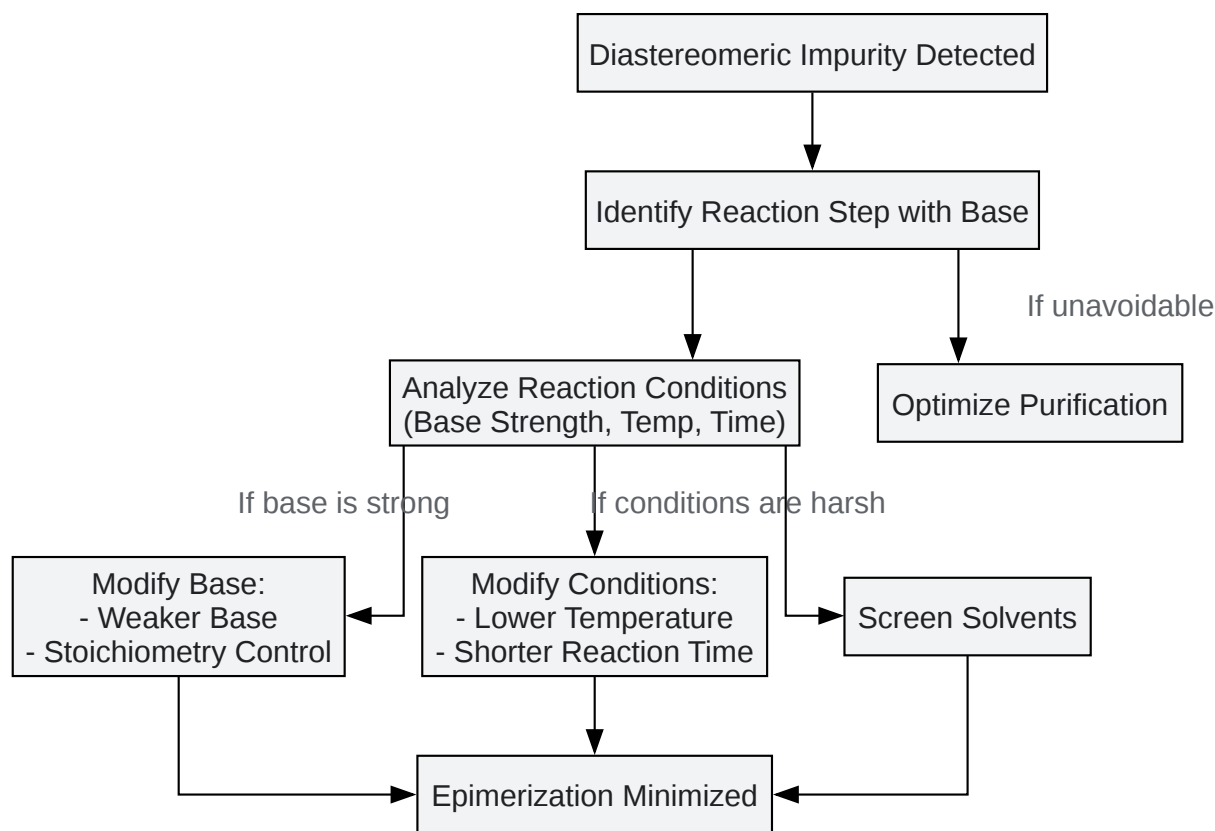 Diastereomeric Impurity Detected
Identify Reaction Step with Base
If unavoidable
Analyze Reaction Conditions
(Base Strength, Temp, Time)
Optimize Purification
If base is strong
If conditions are harsh
Modify Base:
- Weaker Base
- Stoichiometry Control
Modify Conditions:
- Lower Temperature
- Shorter Reaction Time
Screen Solvents
Epimerization Minimized